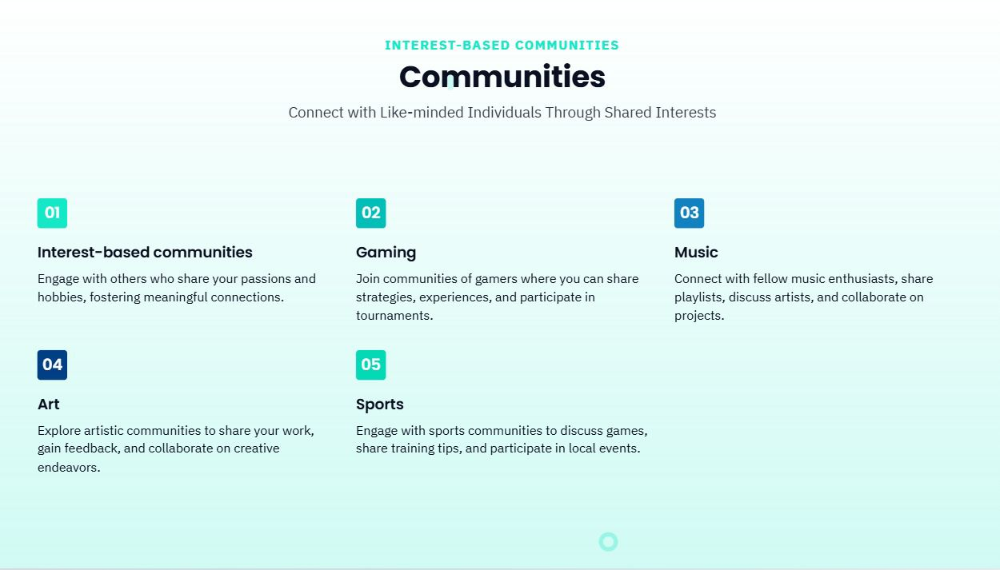 INTEREST-BASED COMMUNITIES
Communities
Connect with Like-minded Individuals Through Shared Interests
01
Interest-based communities
Engage with others who share your passions and
hobbies, fostering meaningful connections.
02
Gaming
Join communities of gamers where you can share
strategies, experiences, and participate in
tournaments.
03
Music
Connect with fellow music enthusiasts, share
playlists, discuss artists, and collaborate on
projects.
04
Art
Explore artistic communities to share your work,
gain feedback, and collaborate on creative
endeavors.
05
Sports
Engage with sports communities to discuss games,
share training tips, and participate in local events.